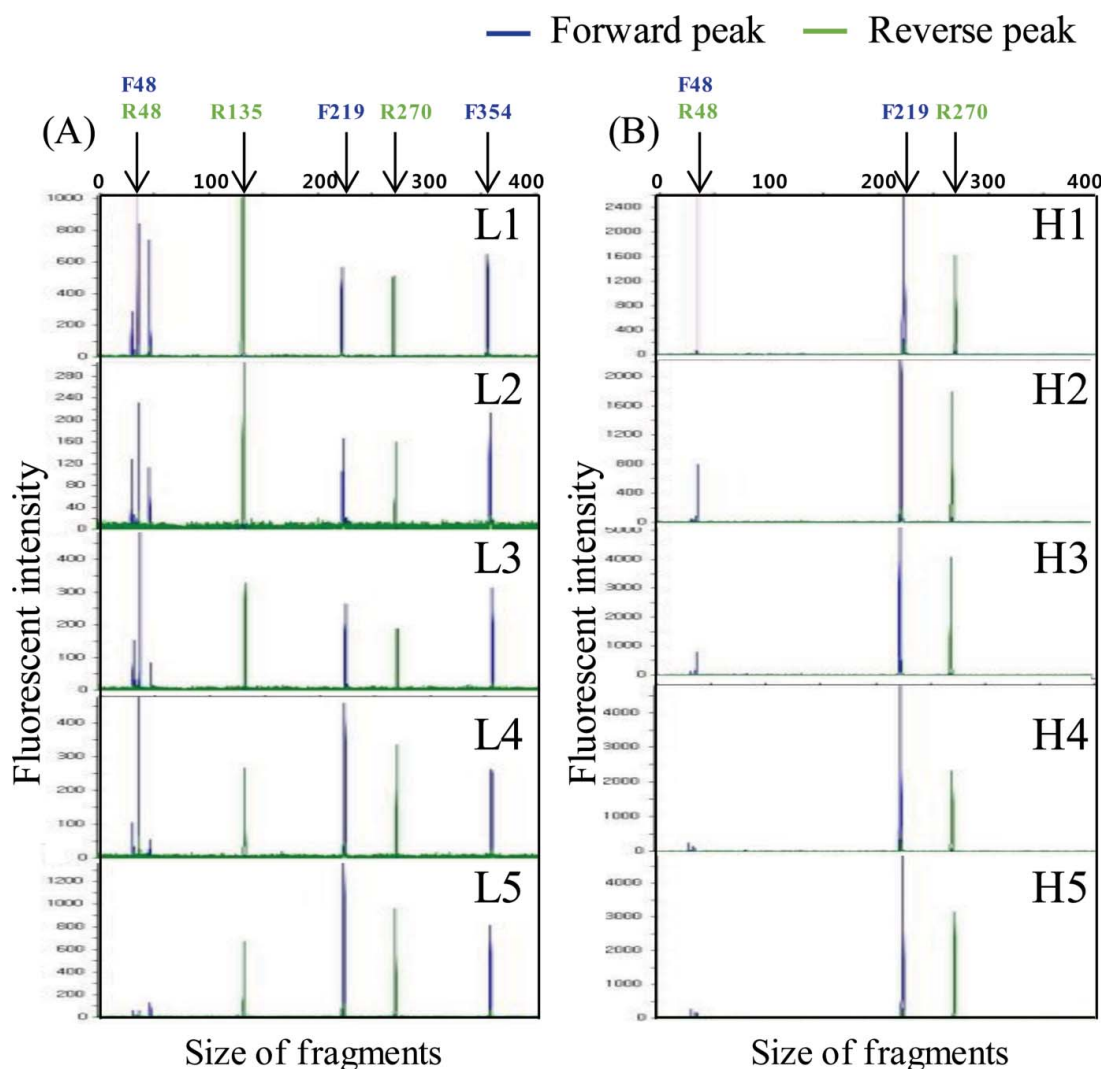 Forward peak Reverse peak
F48
R48 R135 F219 R270 F354
(A)
0 100 200 300 400
1000
800
600
400
200
0
L1
280
240
200
160
120
80
40
0
L2
400
300
200
100
0
L3
400
300
200
100
0
L4
1200
1000
800
600
400
200
0
L5
Fluorescent intensity
Size of fragments
F48
R48 F219 R270
(B)
0 100 200 300 400
2400
2000
1600
1200
800
400
0
H1
2000
1600
1200
800
400
0
H2
5000
4000
3000
2000
1000
0
H3
4000
3000
2000
1000
0
H4
4000
3000
2000
1000
0
H5
Fluorescent intensity
Size of fragments